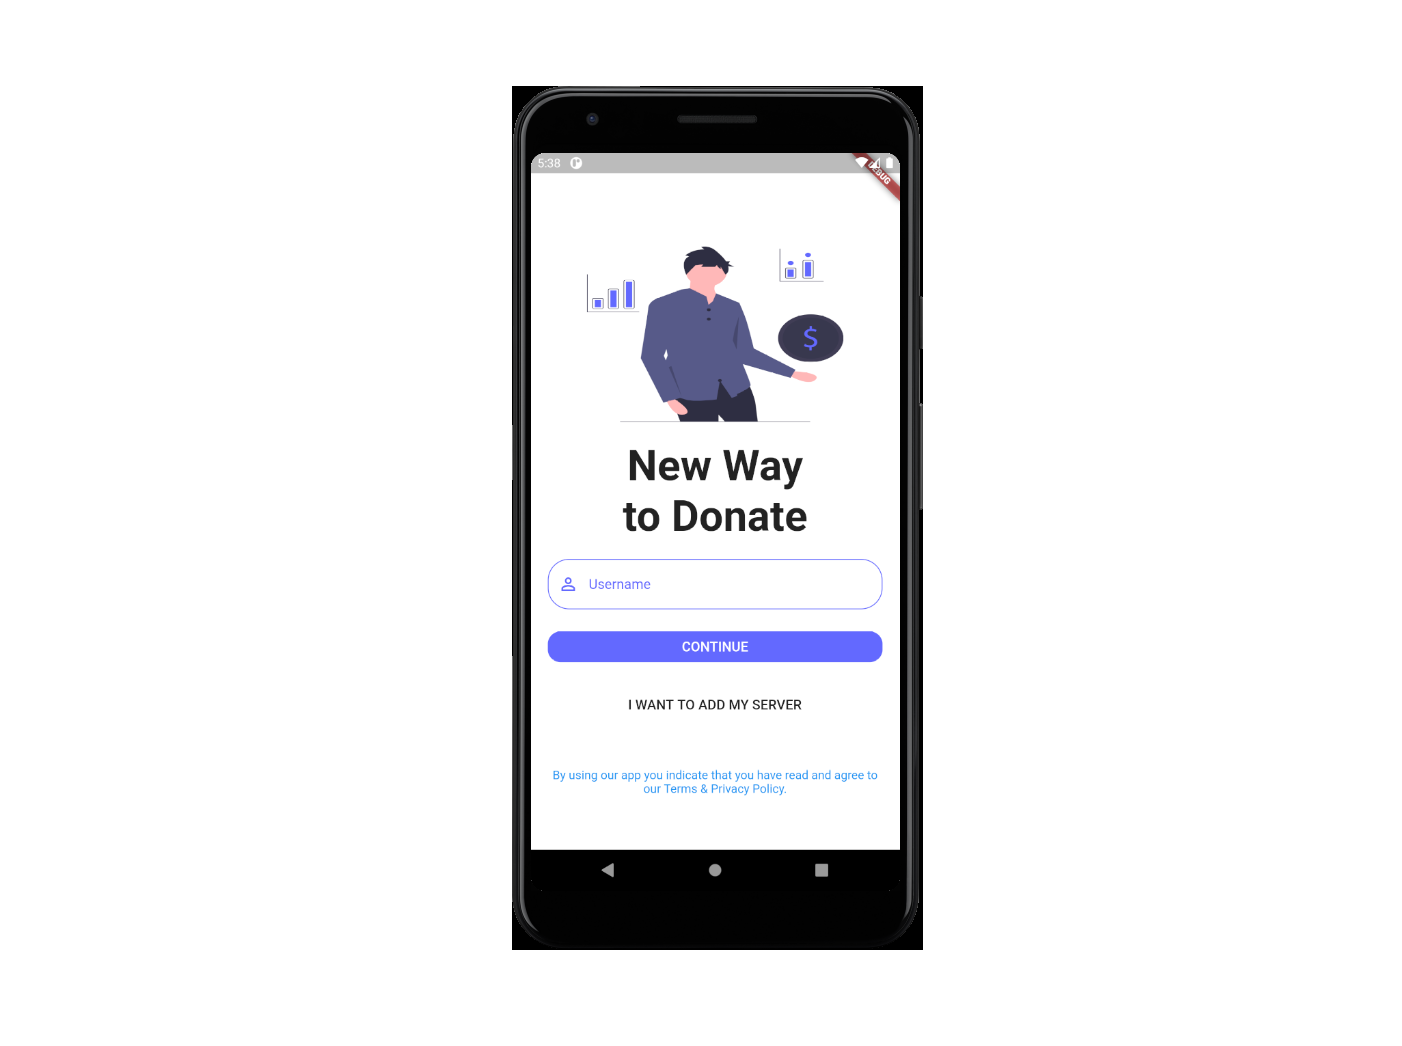 5:38
DEBUG
$
New Way
to Donate
Username
CONTINUE
I WANT TO ADD MY SERVER
By using our app you indicate that you have read and agree to
our Terms & Privacy Policy.